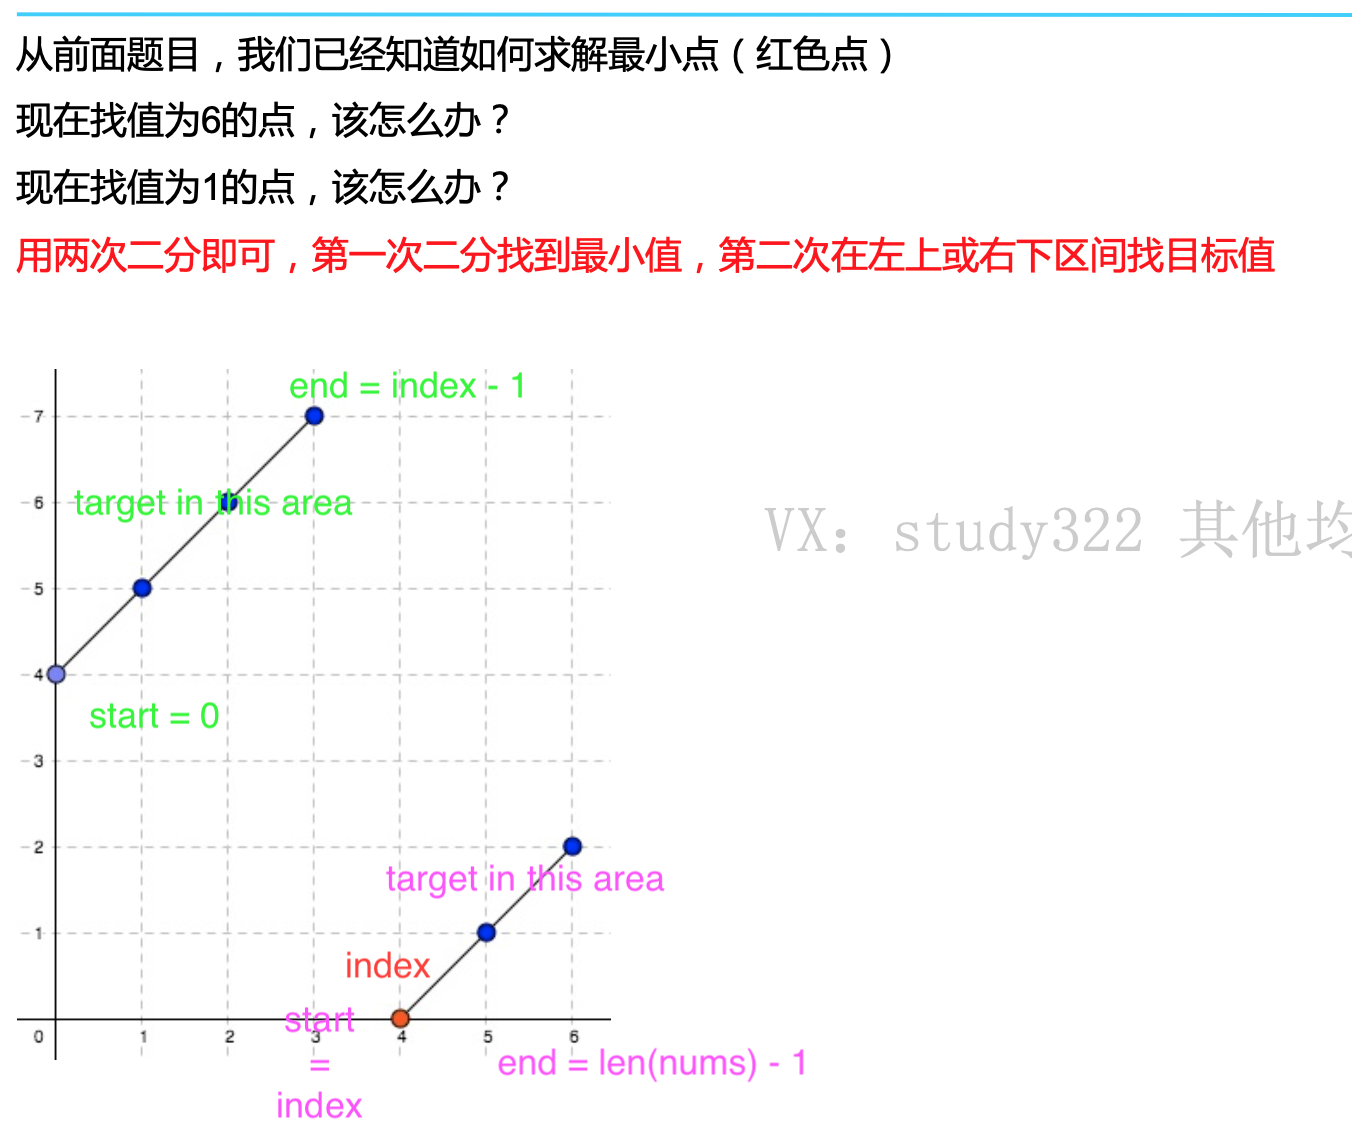 从前面题目，我们已经知道如何求解最小点（红色点）
现在找值为6的点，该怎么办？
现在找值为1的点，该怎么办？
用两次二分即可，第一次二分找到最小值，第二次在左上或右下区间找目标值
end = index - 1
7
target in this area
6
VX：study322 其他均
5
4
start = 0
3
2
target in this area
1
index
start
=
index
0 1 2 3 4 5 6
end = len(nums) - 1